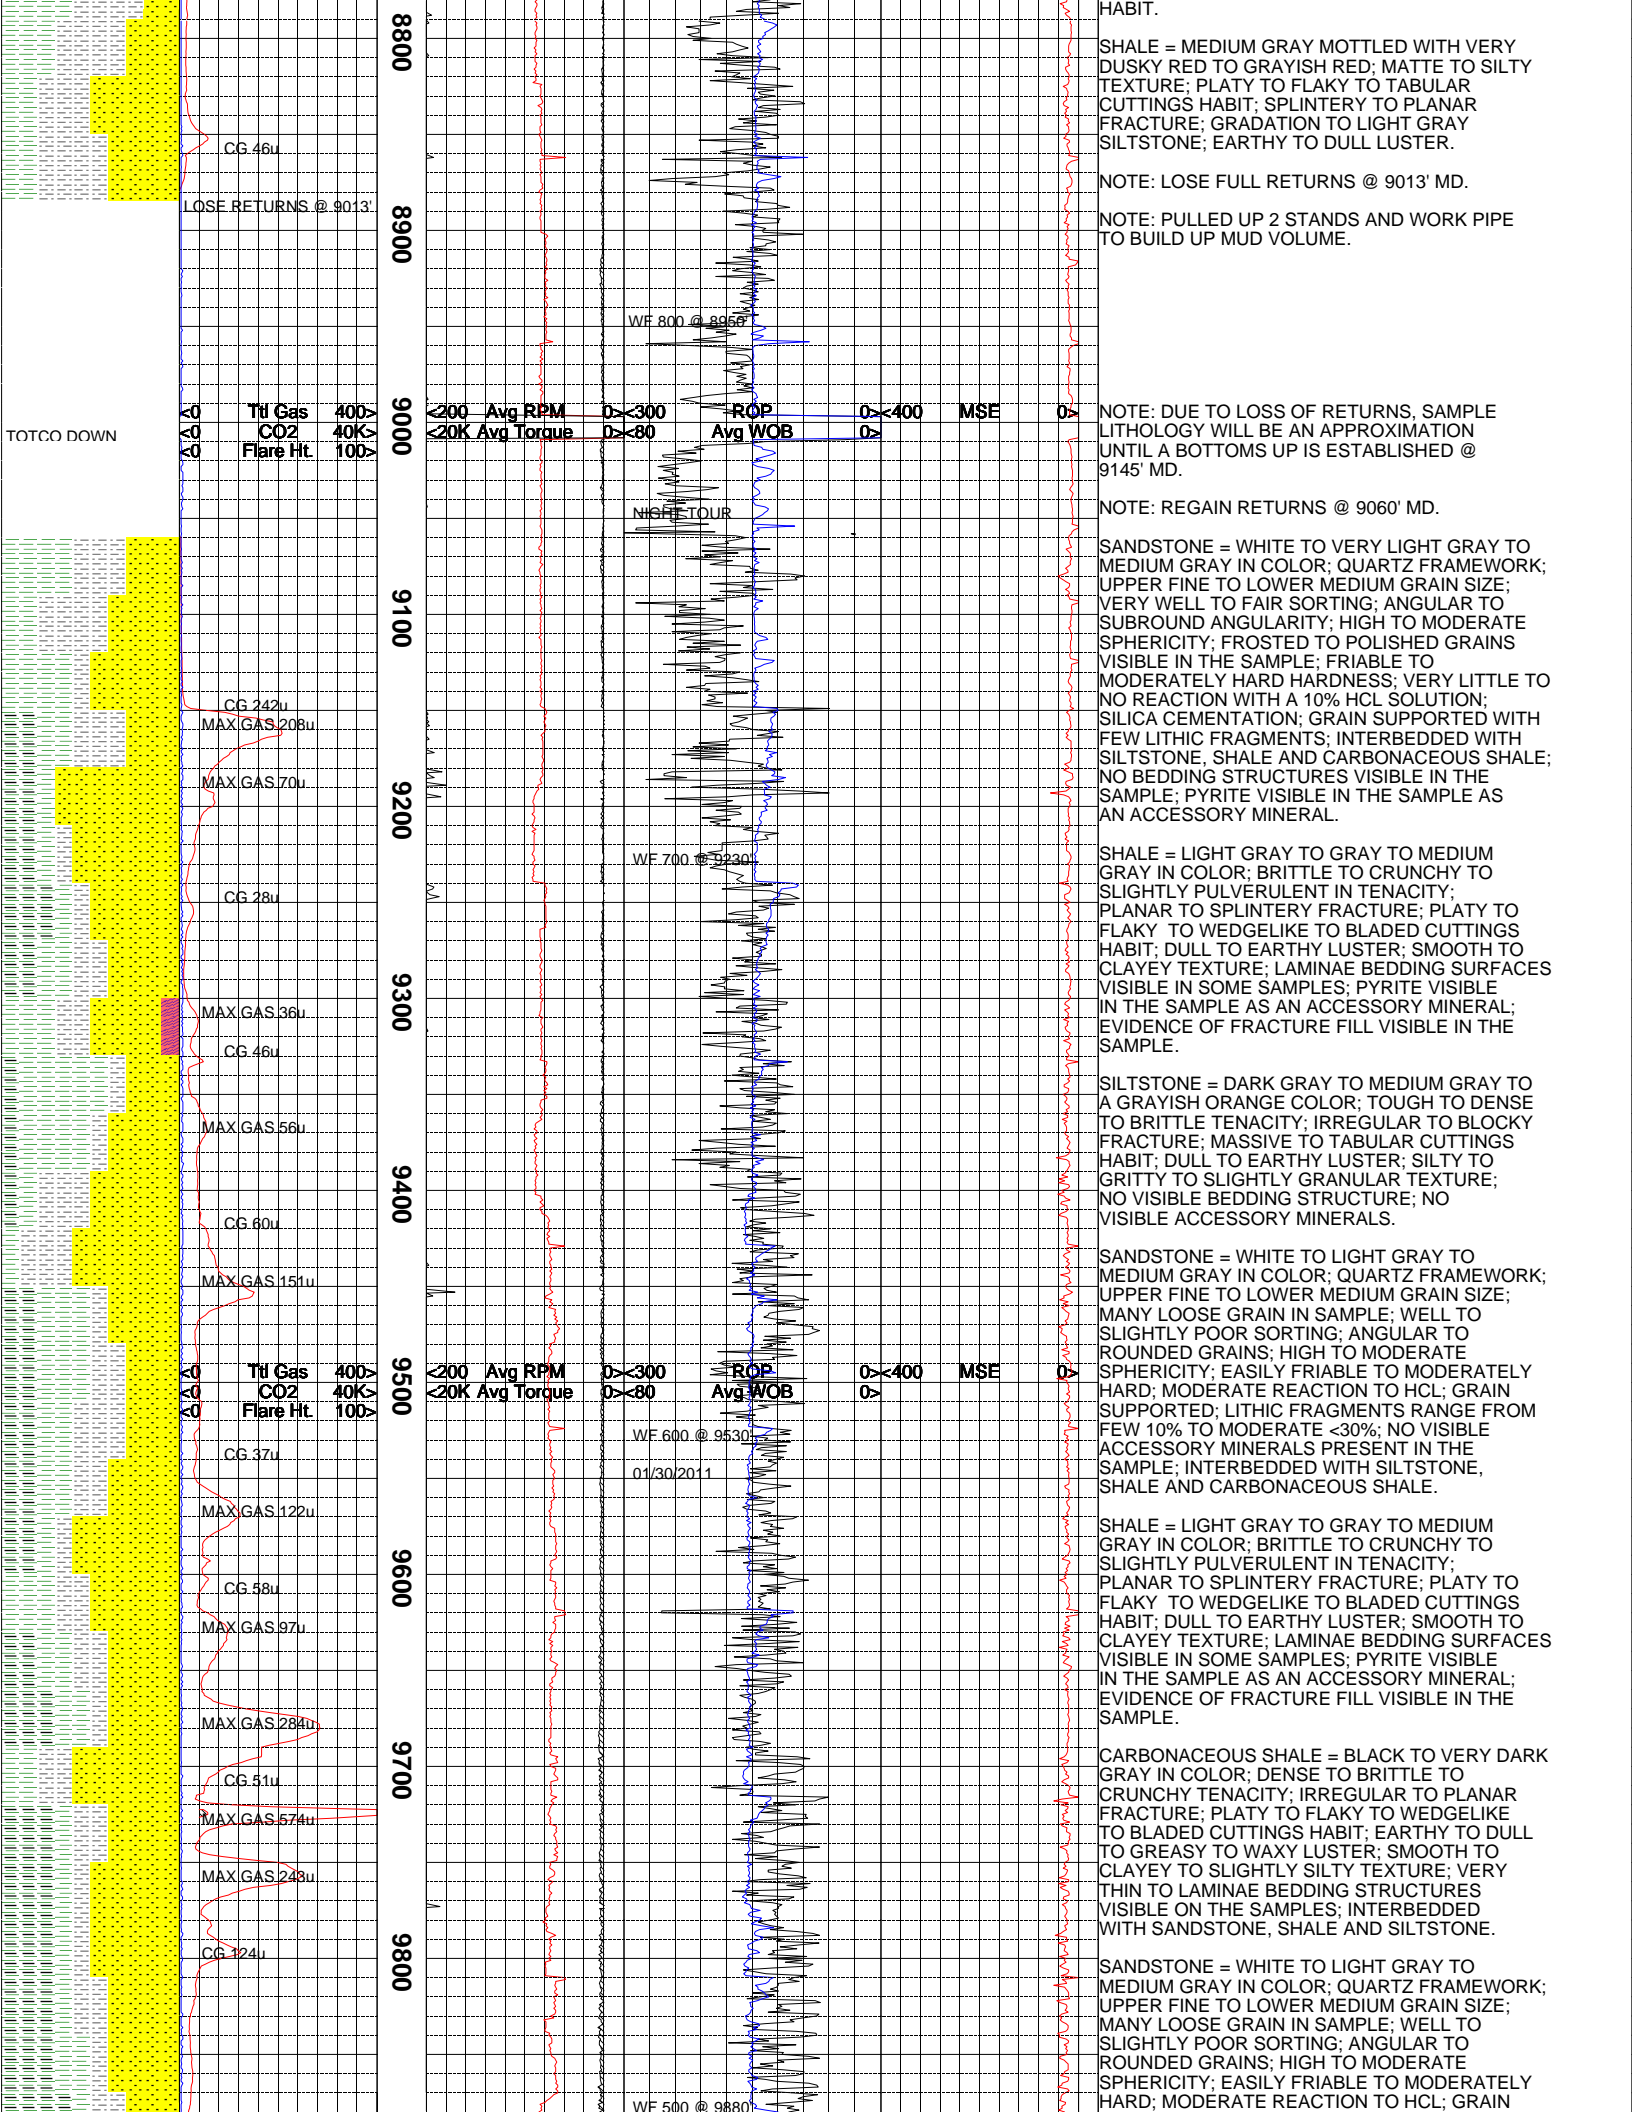 HABIT.
8800
SHALE = MEDIUM GRAY MOTTLED WITH VERY
DUSKY RED TO GRAYISH RED; MATTE TO SILTY
TEXTURE; PLATY TO FLAKY TO TABULAR
CUTTINGS HABIT; SPLINTERY TO PLANAR
FRACTURE; GRADATION TO LIGHT GRAY
SILTSTONE; EARTHY TO DULL LUSTER.
CG 46u
NOTE: LOSE FULL RETURNS @ 9013' MD.
LOSE RETURNS @ 9013'
8900
NOTE: PULLED UP 2 STANDS AND WORK PIPE
TO BUILD UP MUD VOLUME.
WF 800 @ 8950'
<0 Ttl Gas 400> <200 Avg RPM 0> <300 ROP 0> <400 MSE 0>
<0 CO2 40K> <20K Avg Torque 0> <80 Avg WOB 0>
<0 Flare Ht. 100>
9000
TOTCO DOWN
NOTE: DUE TO LOSS OF RETURNS, SAMPLE
LITHOLOGY WILL BE AN APPROXIMATION
UNTIL A BOTTOMS UP IS ESTABLISHED @
9145' MD.
NOTE: REGAIN RETURNS @ 9060' MD.
NIGHT TOUR
SANDSTONE = WHITE TO VERY LIGHT GRAY TO
MEDIUM GRAY IN COLOR; QUARTZ FRAMEWORK;
UPPER FINE TO LOWER MEDIUM GRAIN SIZE;
VERY WELL TO FAIR SORTING; ANGULAR TO
SUBROUND ANGULARITY; HIGH TO MODERATE
SPHERICITY; FROSTED TO POLISHED GRAINS
VISIBLE IN THE SAMPLE; FRIABLE TO
MODERATELY HARD HARDNESS; VERY LITTLE TO
NO REACTION WITH A 10% HCL SOLUTION;
SILICA CEMENTATION; GRAIN SUPPORTED WITH
FEW LITHIC FRAGMENTS; INTERBEDDED WITH
SILTSTONE, SHALE AND CARBONACEOUS SHALE;
NO BEDDING STRUCTURES VISIBLE IN THE
SAMPLE; PYRITE VISIBLE IN THE SAMPLE AS
AN ACCESSORY MINERAL.
9100
CG 242u
MAX GAS 208u
MAX GAS 70u
9200
WF 700 @ 9230'
SHALE = LIGHT GRAY TO GRAY TO MEDIUM
GRAY IN COLOR; BRITTLE TO CRUNCHY TO
SLIGHTLY PULVERULENT IN TENACITY;
PLANAR TO SPLINTERY FRACTURE; PLATY TO
FLAKY TO WEDGELIKE TO BLADED CUTTINGS
HABIT; DULL TO EARTHY LUSTER; SMOOTH TO
CLAYEY TEXTURE; LAMINAE BEDDING SURFACES
VISIBLE IN SOME SAMPLES; PYRITE VISIBLE
IN THE SAMPLE AS AN ACCESSORY MINERAL;
EVIDENCE OF FRACTURE FILL VISIBLE IN THE
SAMPLE.
CG 28u
9300
MAX GAS 36u
CG 46u
SILTSTONE = DARK GRAY TO MEDIUM GRAY TO
A GRAYISH ORANGE COLOR; TOUGH TO DENSE
TO BRITTLE TENACITY; IRREGULAR TO BLOCKY
FRACTURE; MASSIVE TO TABULAR CUTTINGS
HABIT; DULL TO EARTHY LUSTER; SILTY TO
GRITTY TO SLIGHTLY GRANULAR TEXTURE;
NO VISIBLE BEDDING STRUCTURE; NO
VISIBLE ACCESSORY MINERALS.
MAX GAS 56u
9400
CG 60u
MAX GAS 151u
SANDSTONE = WHITE TO LIGHT GRAY TO
MEDIUM GRAY IN COLOR; QUARTZ FRAMEWORK;
UPPER FINE TO LOWER MEDIUM GRAIN SIZE;
MANY LOOSE GRAIN IN SAMPLE; WELL TO
SLIGHTLY POOR SORTING; ANGULAR TO
ROUNDED GRAINS; HIGH TO MODERATE
SPHERICITY; EASILY FRIABLE TO MODERATELY
HARD; MODERATE REACTION TO HCL; GRAIN
SUPPORTED; LITHIC FRAGMENTS RANGE FROM
FEW 10% TO MODERATE <30%; NO VISIBLE
ACCESSORY MINERALS PRESENT IN THE
SAMPLE; INTERBEDDED WITH SILTSTONE,
SHALE AND CARBONACEOUS SHALE.
<0 Ttl Gas 400> <200 Avg RPM 0> <300 ROP 0> <400 MSE 0>
<0 CO2 40K> <20K Avg Torque 0> <80 Avg WOB 0>
<0 Flare Ht. 100>
9500
WF 600 @ 9530'
CG 37u
01/30/2011
MAX GAS 122u
SHALE = LIGHT GRAY TO GRAY TO MEDIUM
GRAY IN COLOR; BRITTLE TO CRUNCHY TO
SLIGHTLY PULVERULENT IN TENACITY;
PLANAR TO SPLINTERY FRACTURE; PLATY TO
FLAKY TO WEDGELIKE TO BLADED CUTTINGS
HABIT; DULL TO EARTHY LUSTER; SMOOTH TO
CLAYEY TEXTURE; LAMINAE BEDDING SURFACES
VISIBLE IN SOME SAMPLES; PYRITE VISIBLE
IN THE SAMPLE AS AN ACCESSORY MINERAL;
EVIDENCE OF FRACTURE FILL VISIBLE IN THE
SAMPLE.
9600
CG 58u
MAX GAS 97u
MAX GAS 284u
9700
CG 51u
MAX GAS 574u
MAX GAS 243u
CARBONACEOUS SHALE = BLACK TO VERY DARK
GRAY IN COLOR; DENSE TO BRITTLE TO
CRUNCHY TENACITY; IRREGULAR TO PLANAR
FRACTURE; PLATY TO FLAKY TO WEDGELIKE
TO BLADED CUTTINGS HABIT; EARTHY TO DULL
TO GREASY TO WAXY LUSTER; SMOOTH TO
CLAYEY TO SLIGHTLY SILTY TEXTURE; VERY
THIN TO LAMINAE BEDDING STRUCTURES
VISIBLE ON THE SAMPLES; INTERBEDDED
WITH SANDSTONE, SHALE AND SILTSTONE.
CG 124u
9800
SANDSTONE = WHITE TO LIGHT GRAY TO
MEDIUM GRAY IN COLOR; QUARTZ FRAMEWORK;
UPPER FINE TO LOWER MEDIUM GRAIN SIZE;
MANY LOOSE GRAIN IN SAMPLE; WELL TO
SLIGHTLY POOR SORTING; ANGULAR TO
ROUNDED GRAINS; HIGH TO MODERATE
SPHERICITY; EASILY FRIABLE TO MODERATELY
HARD; MODERATE REACTION TO HCL; GRAIN
WF 500 @ 9880'